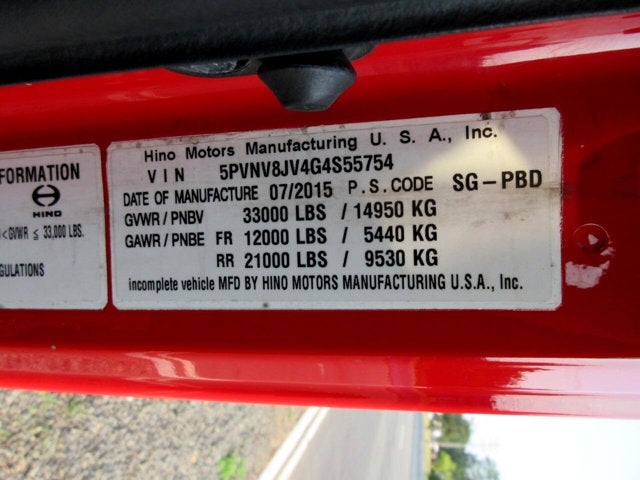 Hino Motors Manufacturing U. S. A., Inc.
VIN 5PVNV8JV4G4S55754
DATE OF MANUFACTURE 07/2015 P.S.CODE SG-PBD
GVWR / PNBV 33000 LBS / 14950 KG
GAWR / PNBE FR 12000 LBS / 5440 KG
RR 21000 LBS / 9530 KG
incomplete vehicle MFD BY HINO MOTORS MANUFACTURING U.S.A., Inc.
FORMATION
HINO
<GVWR ≤ 33,000 LBS.
GULATIONS